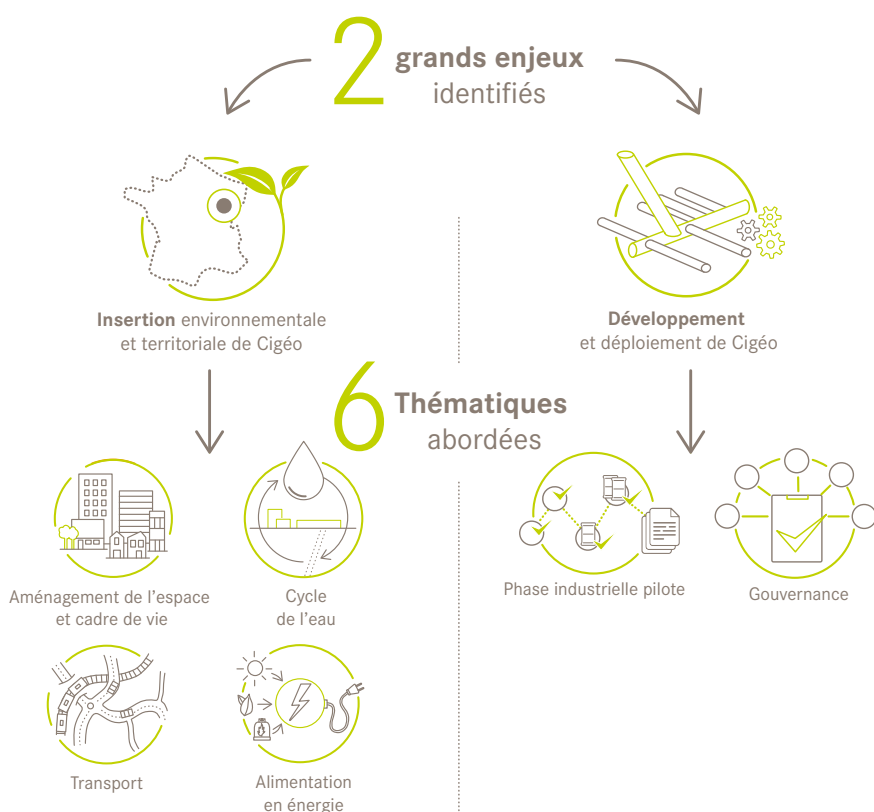 2 grands enjeux
identifiés
Insertion environnementale
et territoriale de Cigéo
Développement
et déploiement de Cigéo
6 Thématiques
abordées
Aménagement de l'espace
et cadre de vie
Cycle
de l'eau
Phase industrielle pilote
Gouvernance
Transport
Alimentation
en énergie